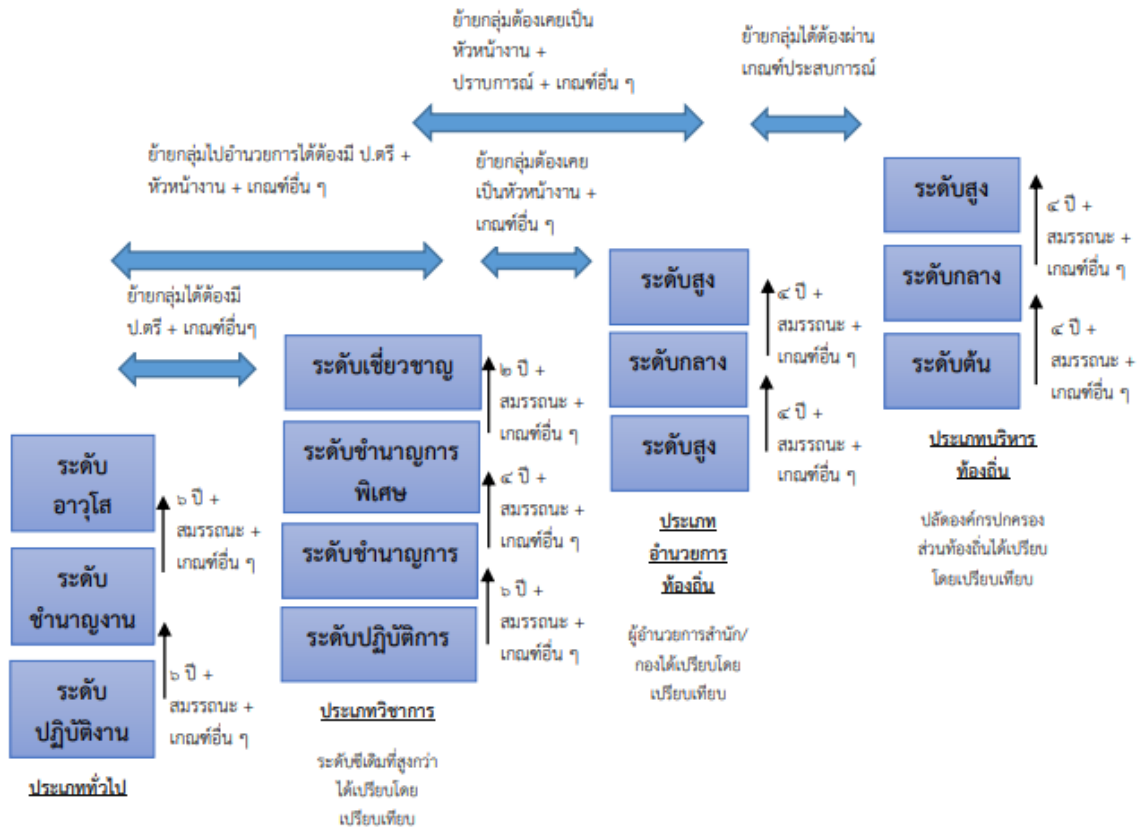 ย้ายกลุ่มต้องเคยเป็น
หัวหน้างาน +
ปราบการณ์ + เกณฑ์อื่น ๆ
ย้ายกลุ่มได้ต้องผ่าน
เกณฑ์ประสบการณ์
ย้ายกลุ่มไปอำนวยการได้ต้องมี ป.ตรี +
หัวหน้างาน + เกณฑ์อื่น ๆ
ย้ายกลุ่มต้องเคย
เป็นหัวหน้างาน +
เกณฑ์อื่น ๆ
ย้ายกลุ่มได้ต้องมี
ป.ตรี + เกณฑ์อื่นๆ
ระดับ
อาวุโส
๖ ปี +
สมรรถนะ +
เกณฑ์อื่น ๆ
ระดับ
ชำนาญงาน
๖ ปี +
สมรรถนะ +
เกณฑ์อื่น ๆ
ระดับ
ปฏิบัติงาน
ประเภททั่วไป
ระดับเชี่ยวชาญ
๒ ปี +
สมรรถนะ +
เกณฑ์อื่น ๆ
ระดับชำนาญการ
พิเศษ
๔ ปี +
สมรรถนะ +
เกณฑ์อื่น ๆ
ระดับชำนาญการ
๖ ปี +
สมรรถนะ +
เกณฑ์อื่น ๆ
ระดับปฏิบัติการ
ประเภทวิชาการ
ระดับซีเดิมที่สูงกว่า
ได้เปรียบโดย
เปรียบเทียบ
ระดับสูง
๔ ปี +
สมรรถนะ +
เกณฑ์อื่น ๆ
ระดับกลาง
๔ ปี +
สมรรถนะ +
เกณฑ์อื่น ๆ
ระดับสูง
ประเภท
อำนวยการ
ท้องถิ่น
ผู้อำนวยการสำนัก/
กองได้เปรียบโดย
เปรียบเทียบ
ระดับสูง
๔ ปี +
สมรรถนะ +
เกณฑ์อื่น ๆ
ระดับกลาง
๔ ปี +
สมรรถนะ +
เกณฑ์อื่น ๆ
ระดับต้น
ประเภทบริหาร
ท้องถิ่น
ปลัดองค์กรปกครอง
ส่วนท้องถิ่นได้เปรียบ
โดยเปรียบเทียบ